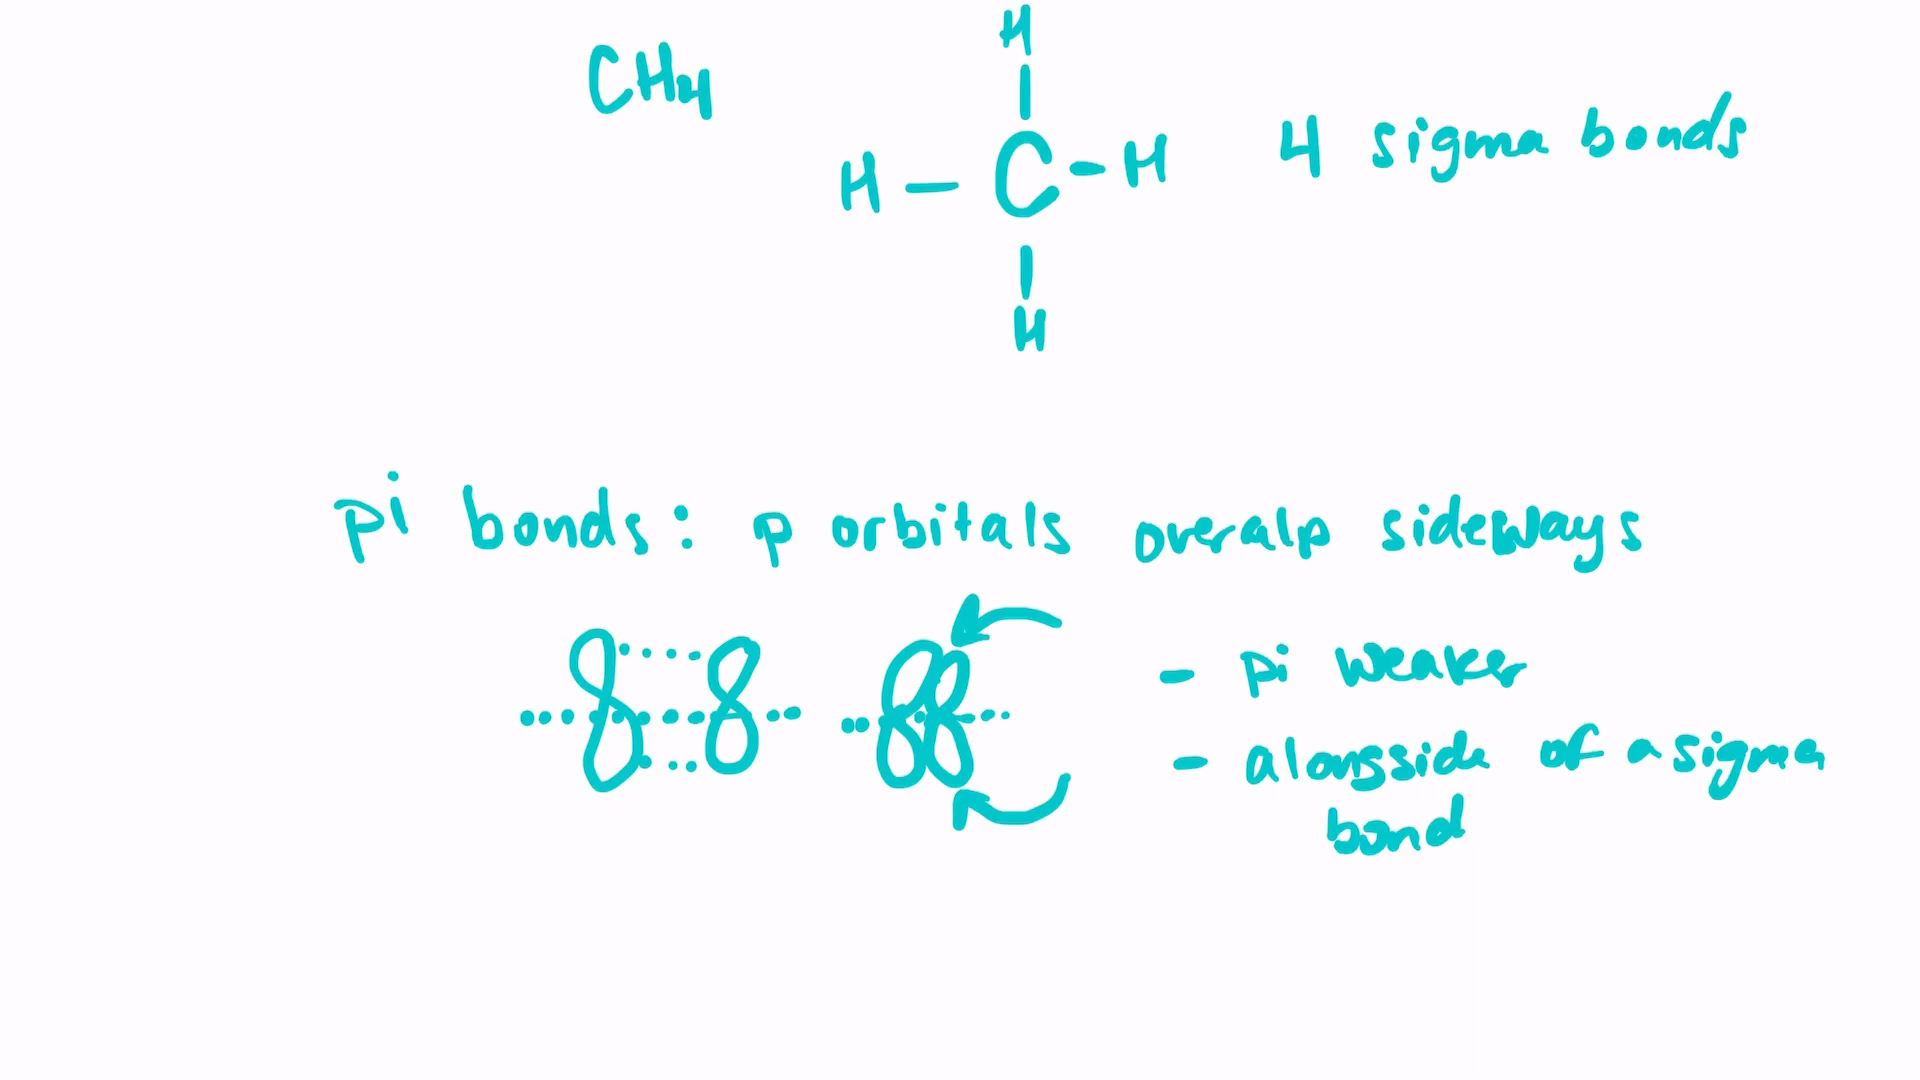 CH4
H
H – C – H
H
4 sigma bonds
pi bonds: p orbitals overalp sideways
- pi weaker
- alongside of a sigma
bond